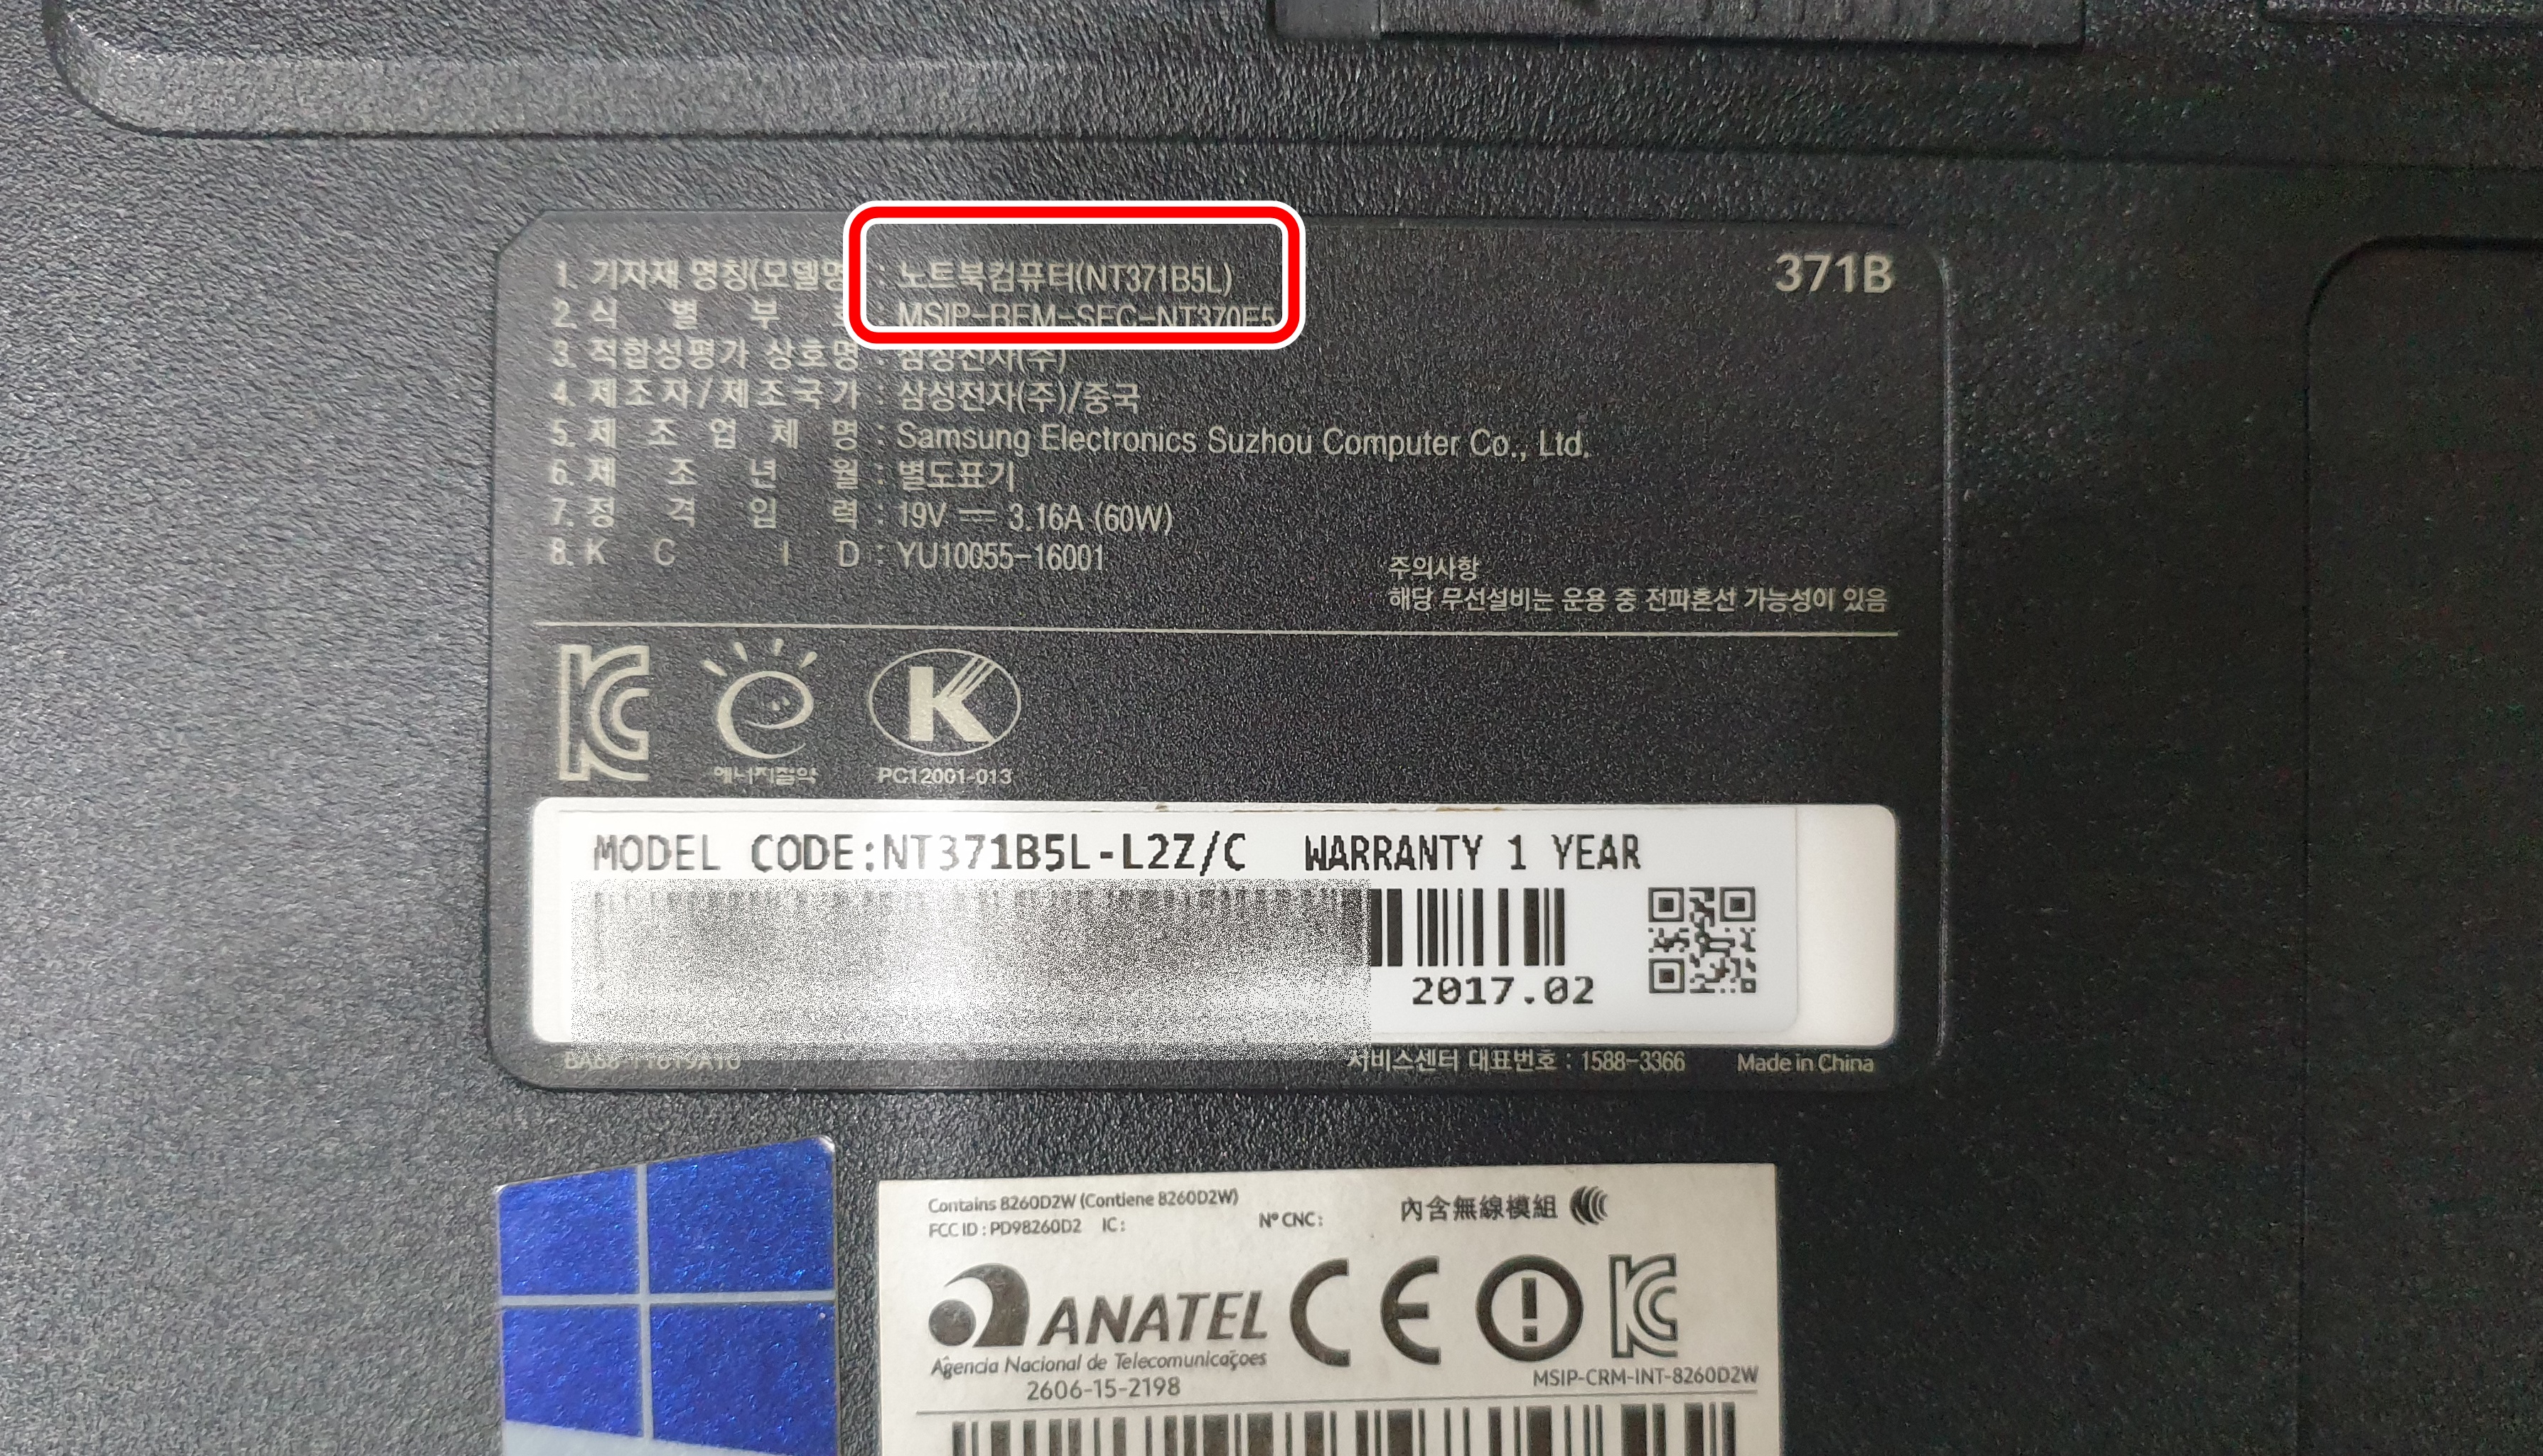 1. 기자재 명칭(모델명 : 노트북컴퓨터(NT371B5L)
371B
2. 식 별 부 호 : MSIP-REM-SEC-NT370E5
3. 적합성평가 상호명 : 삼성전자(주)
4. 제조자/제조국가 : 삼성전자(주)/중국
5. 제 조 업 체 명 : Samsung Electronics Suzhou Computer Co., Ltd.
6. 제 조 년 월 : 별도표기
7. 정 격 입 력 : 19V 3.16A (60W)
8. K C I D : YU10055-16001
주의사항
해당 무선설비는 운용 중 전파혼선 가능성이 있음
에너지절약
PC12001-013
MODEL CODE:NT371B5L-L2Z/C WARRANTY 1 YEAR
2017.02
서비스센터 대표번호 : 1588-3366 Made in China
Contains 8260D2W (Contiene 8260D2W)
FCC ID : PD98260D2 IC :
Nº CNC :
內含無線模組
ANATEL
Agencia Nacional de Telecomunicaçoes
2606-15-2198
CE
MSIP-CRM-INT-8260D2W